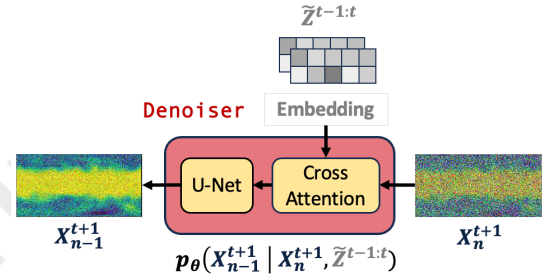 Z̃^{t-1:t}
Embedding
Denoiser
U-Net
Cross
Attention
X_{n-1}^{t+1}
X_n^{t+1}
p_θ(X_{n-1}^{t+1} | X_n^{t+1}, Z̃^{t-1:t})